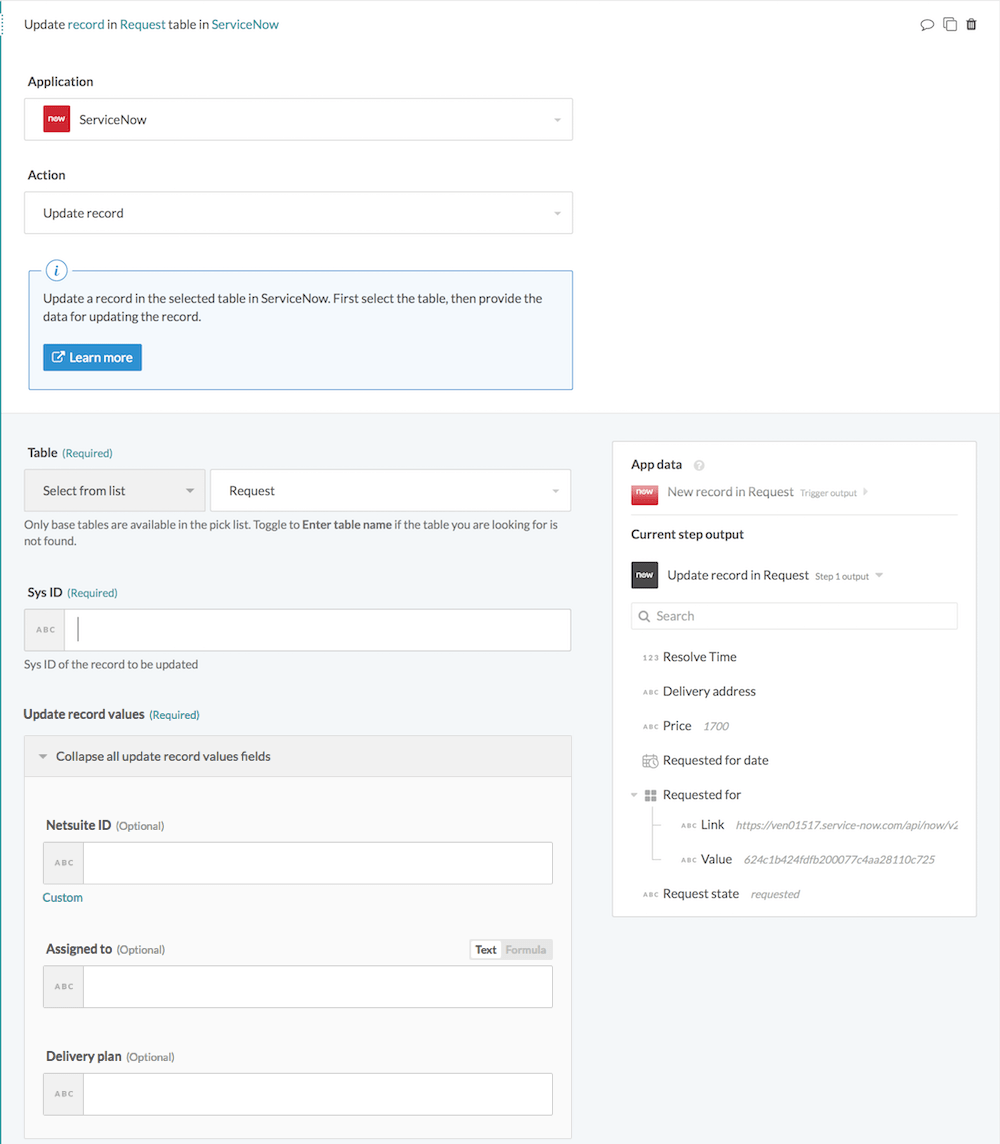 Update record in Request table in ServiceNow
Application
now ServiceNow
Action
Update record
i
Update a record in the selected table in ServiceNow. First select the table, then provide the
data for updating the record.
Learn more
Table (Required)
Select from list
Request
Only base tables are available in the pick list. Toggle to Enter table name if the table you are looking for is
not found.
Sys ID (Required)
ABC
Sys ID of the record to be updated
Update record values (Required)
Collapse all update record values fields
Netsuite ID (Optional)
ABC
Custom
Assigned to (Optional)
Text Formula
ABC
Delivery plan (Optional)
ABC
App data ?
now New record in Request Trigger output
Current step output
now Update record in Request Step 1 output
Search
123 Resolve Time
ABC Delivery address
ABC Price 1700
Requested for date
Requested for
ABC Link https://ven01517.service-now.com/api/now/v2
ABC Value 624c1b424fdfb200077c4aa28110c725
ABC Request state requested